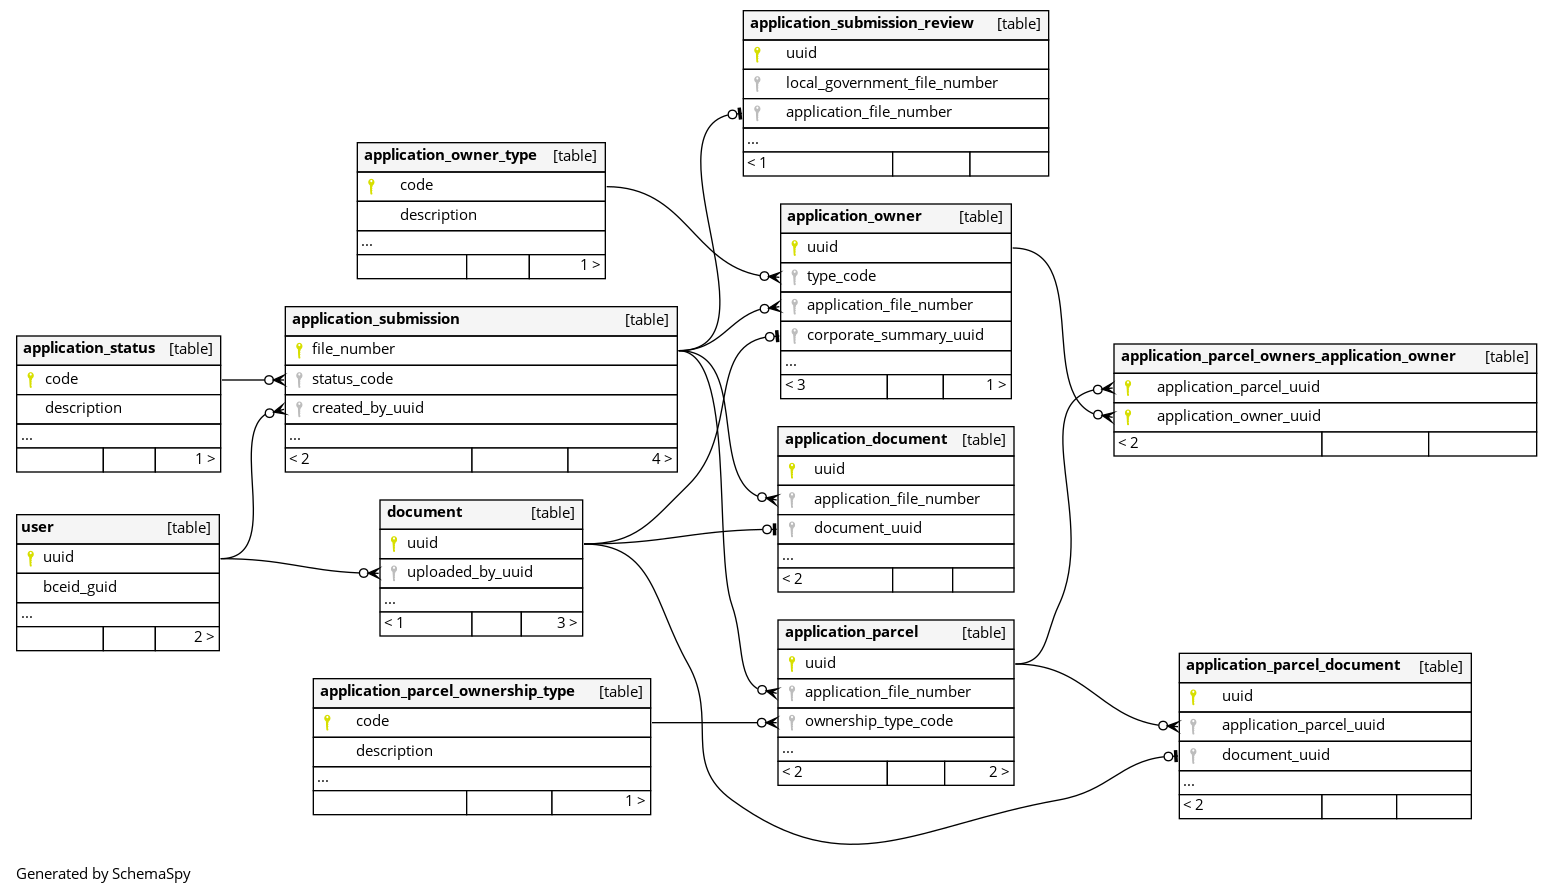 application_submission_review [table]
uuid
local_government_file_number
application_file_number
...
< 1
application_owner_type [table]
code
description
...
1 >
application_owner [table]
uuid
type_code
application_file_number
corporate_summary_uuid
...
< 3 1 >
application_submission [table]
file_number
status_code
created_by_uuid
...
< 2 4 >
application_status [table]
code
description
...
1 >
application_parcel_owners_application_owner [table]
application_parcel_uuid
application_owner_uuid
< 2
application_document [table]
uuid
application_file_number
document_uuid
...
< 2
document [table]
uuid
uploaded_by_uuid
...
< 1 3 >
user [table]
uuid
bceid_guid
...
2 >
application_parcel [table]
uuid
application_file_number
ownership_type_code
...
< 2 2 >
application_parcel_document [table]
uuid
application_parcel_uuid
document_uuid
...
< 2
application_parcel_ownership_type [table]
code
description
...
1 >
Generated by SchemaSpy